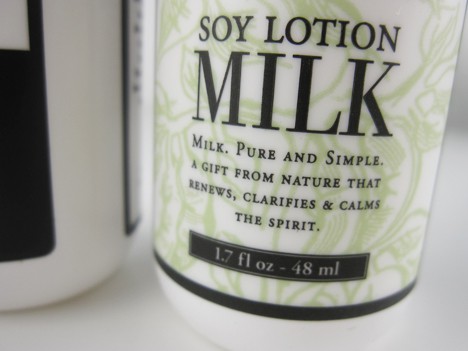 SOY LOTION
MILK
MILK. PURE AND SIMPLE.
A GIFT FROM NATURE THAT
RENEWS, CLARIFIES & CALMS
THE SPIRIT.
1.7 fl oz - 48 ml